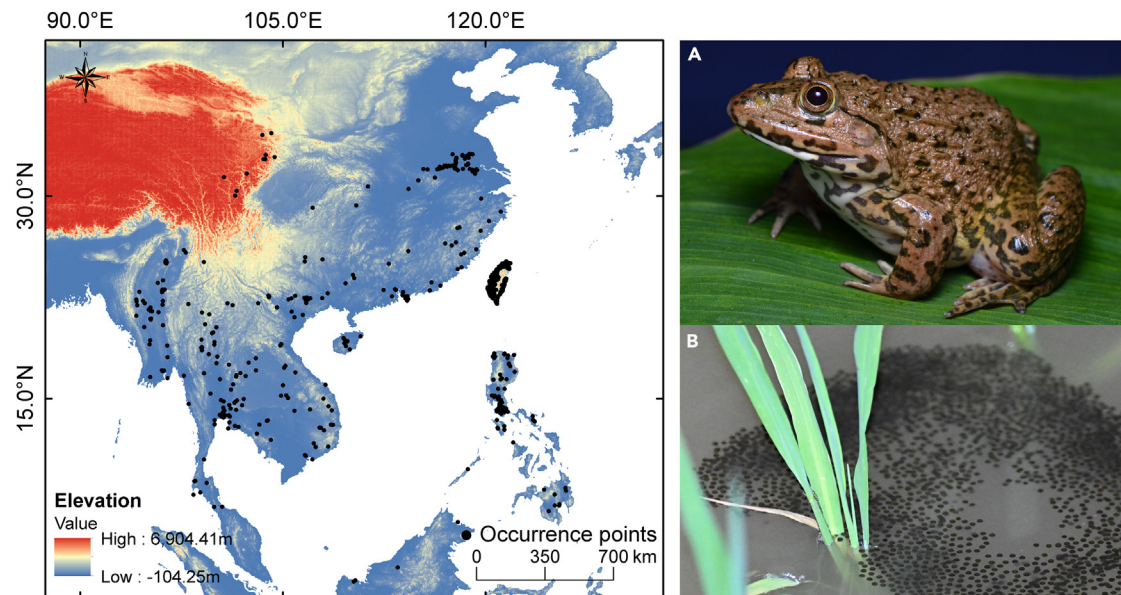 90.0°E 105.0°E 120.0°E
N
W E
S
30.0°N
15.0°N
Elevation
Value
High : 6,904.41m
Low : -104.25m
Occurrence points
0 350 700 km
A
B